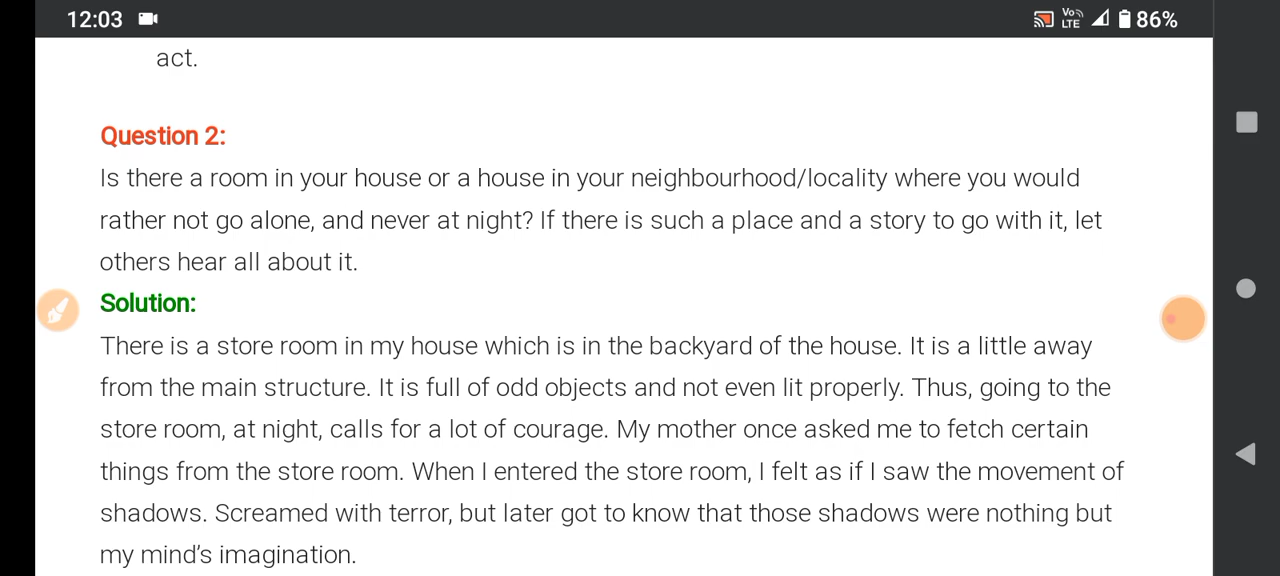 12:03
Vo LTE 86%
act.
Question 2:
Is there a room in your house or a house in your neighbourhood/locality where you would
rather not go alone, and never at night? If there is such a place and a story to go with it, let
others hear all about it.
Solution:
There is a store room in my house which is in the backyard of the house. It is a little away
from the main structure. It is full of odd objects and not even lit properly. Thus, going to the
store room, at night, calls for a lot of courage. My mother once asked me to fetch certain
things from the store room. When I entered the store room, I felt as if I saw the movement of
shadows. Screamed with terror, but later got to know that those shadows were nothing but
my mind's imagination.